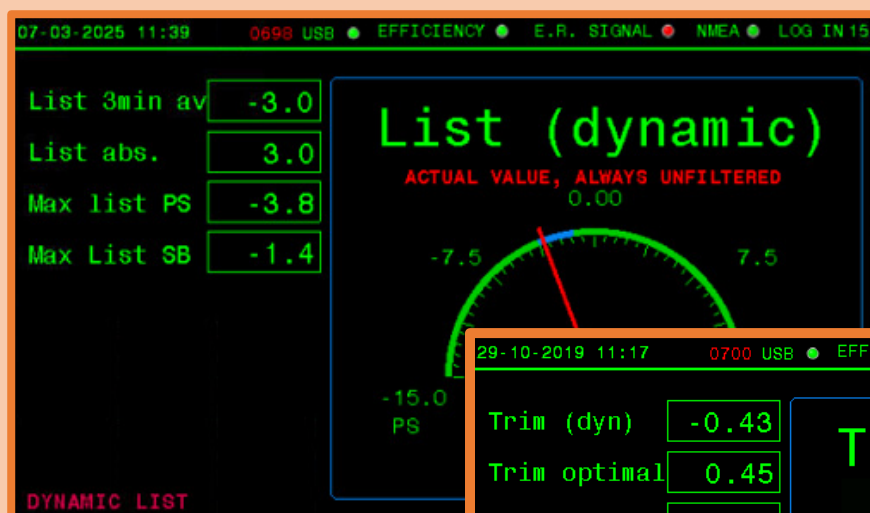 07-03-2025 11:39 0698 USB EFFICIENCY E.R. SIGNAL NMEA LOG IN 15
List 3min av -3.0
List abs. 3.0
Max list PS -3.8
Max List SB -1.4
List (dynamic)
ACTUAL VALUE, ALWAYS UNFILTERED
0.00
-7.5 7.5
-15.0
PS
DYNAMIC LIST
29-10-2019 11:17 0700 USB EFF
Trim (dyn) -0.43
Trim optimal 0.45
T